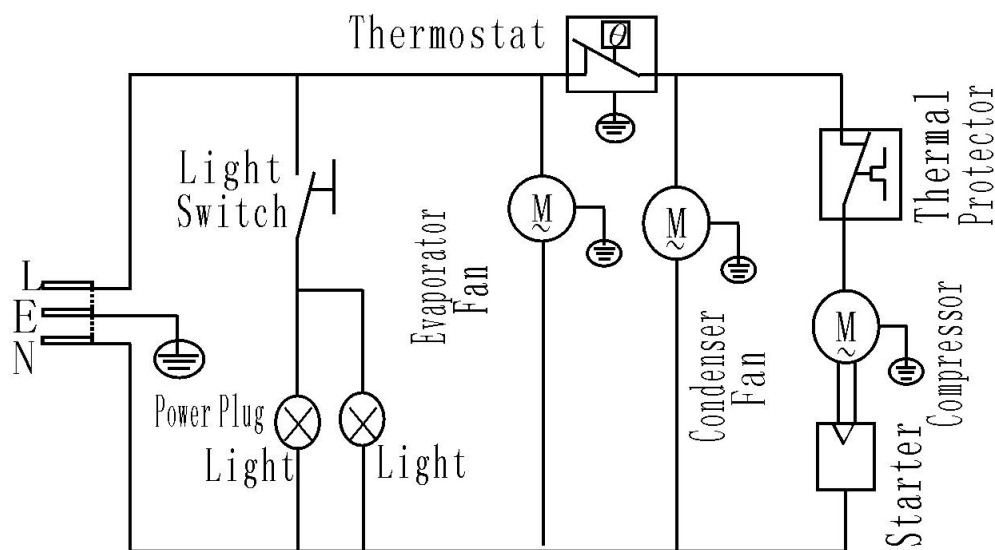 Thermostat
θ
Thermal
Protector
Light
Switch
M
~
M
~
Evaporator
Fan
L
E
N
Condenser
Fan
M
~
Compressor
Power Plug
Light
Light
Starter